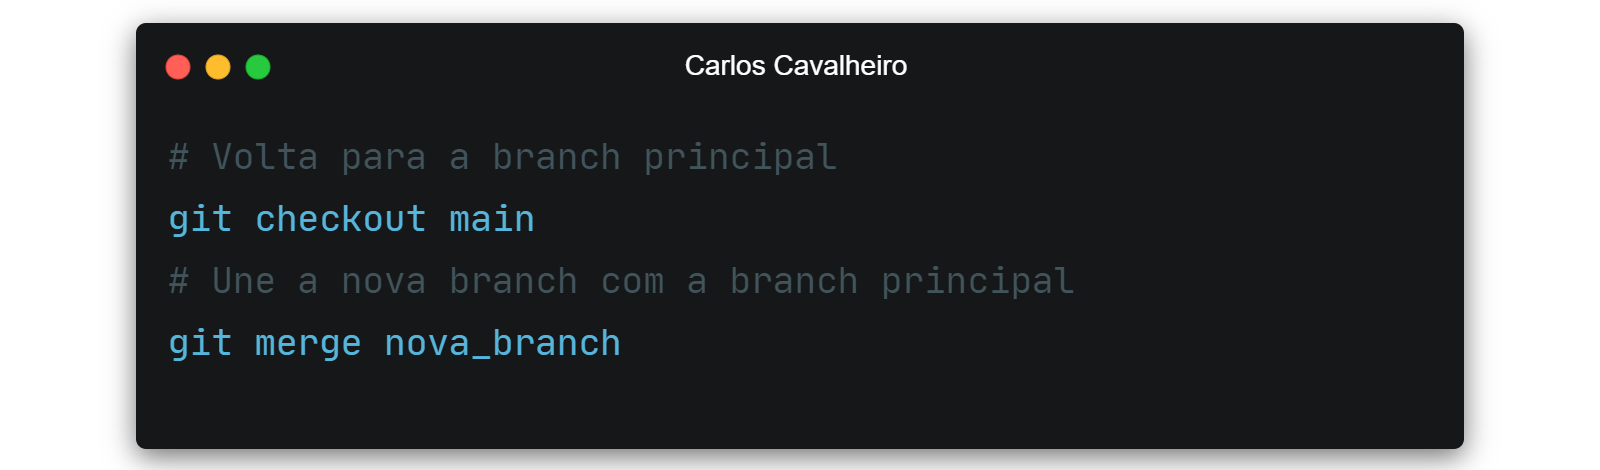 Carlos Cavalheiro
# Volta para a branch principal
git checkout main
# Une a nova branch com a branch principal
git merge nova_branch